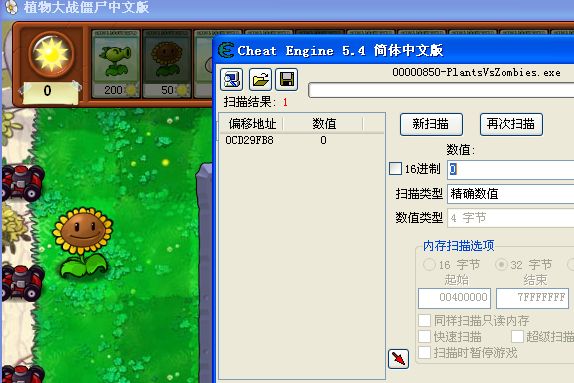 植物大战僵尸中文版
0
200
50
Cheat Engine 5.4 简体中文版
00000850-PlantsVsZombies.exe
扫描结果: 1
偏移地址 数值
0CD29FB8 0
新扫描 再次扫描
数值:
16进制 0
扫描类型 精确数值
数值类型 4 字节
内存扫描选项
16 字节 32 字节
起始 结束
00400000 7FFFFFFF
同样扫描只读内存
快速扫描 超级扫描
扫描时暂停游戏